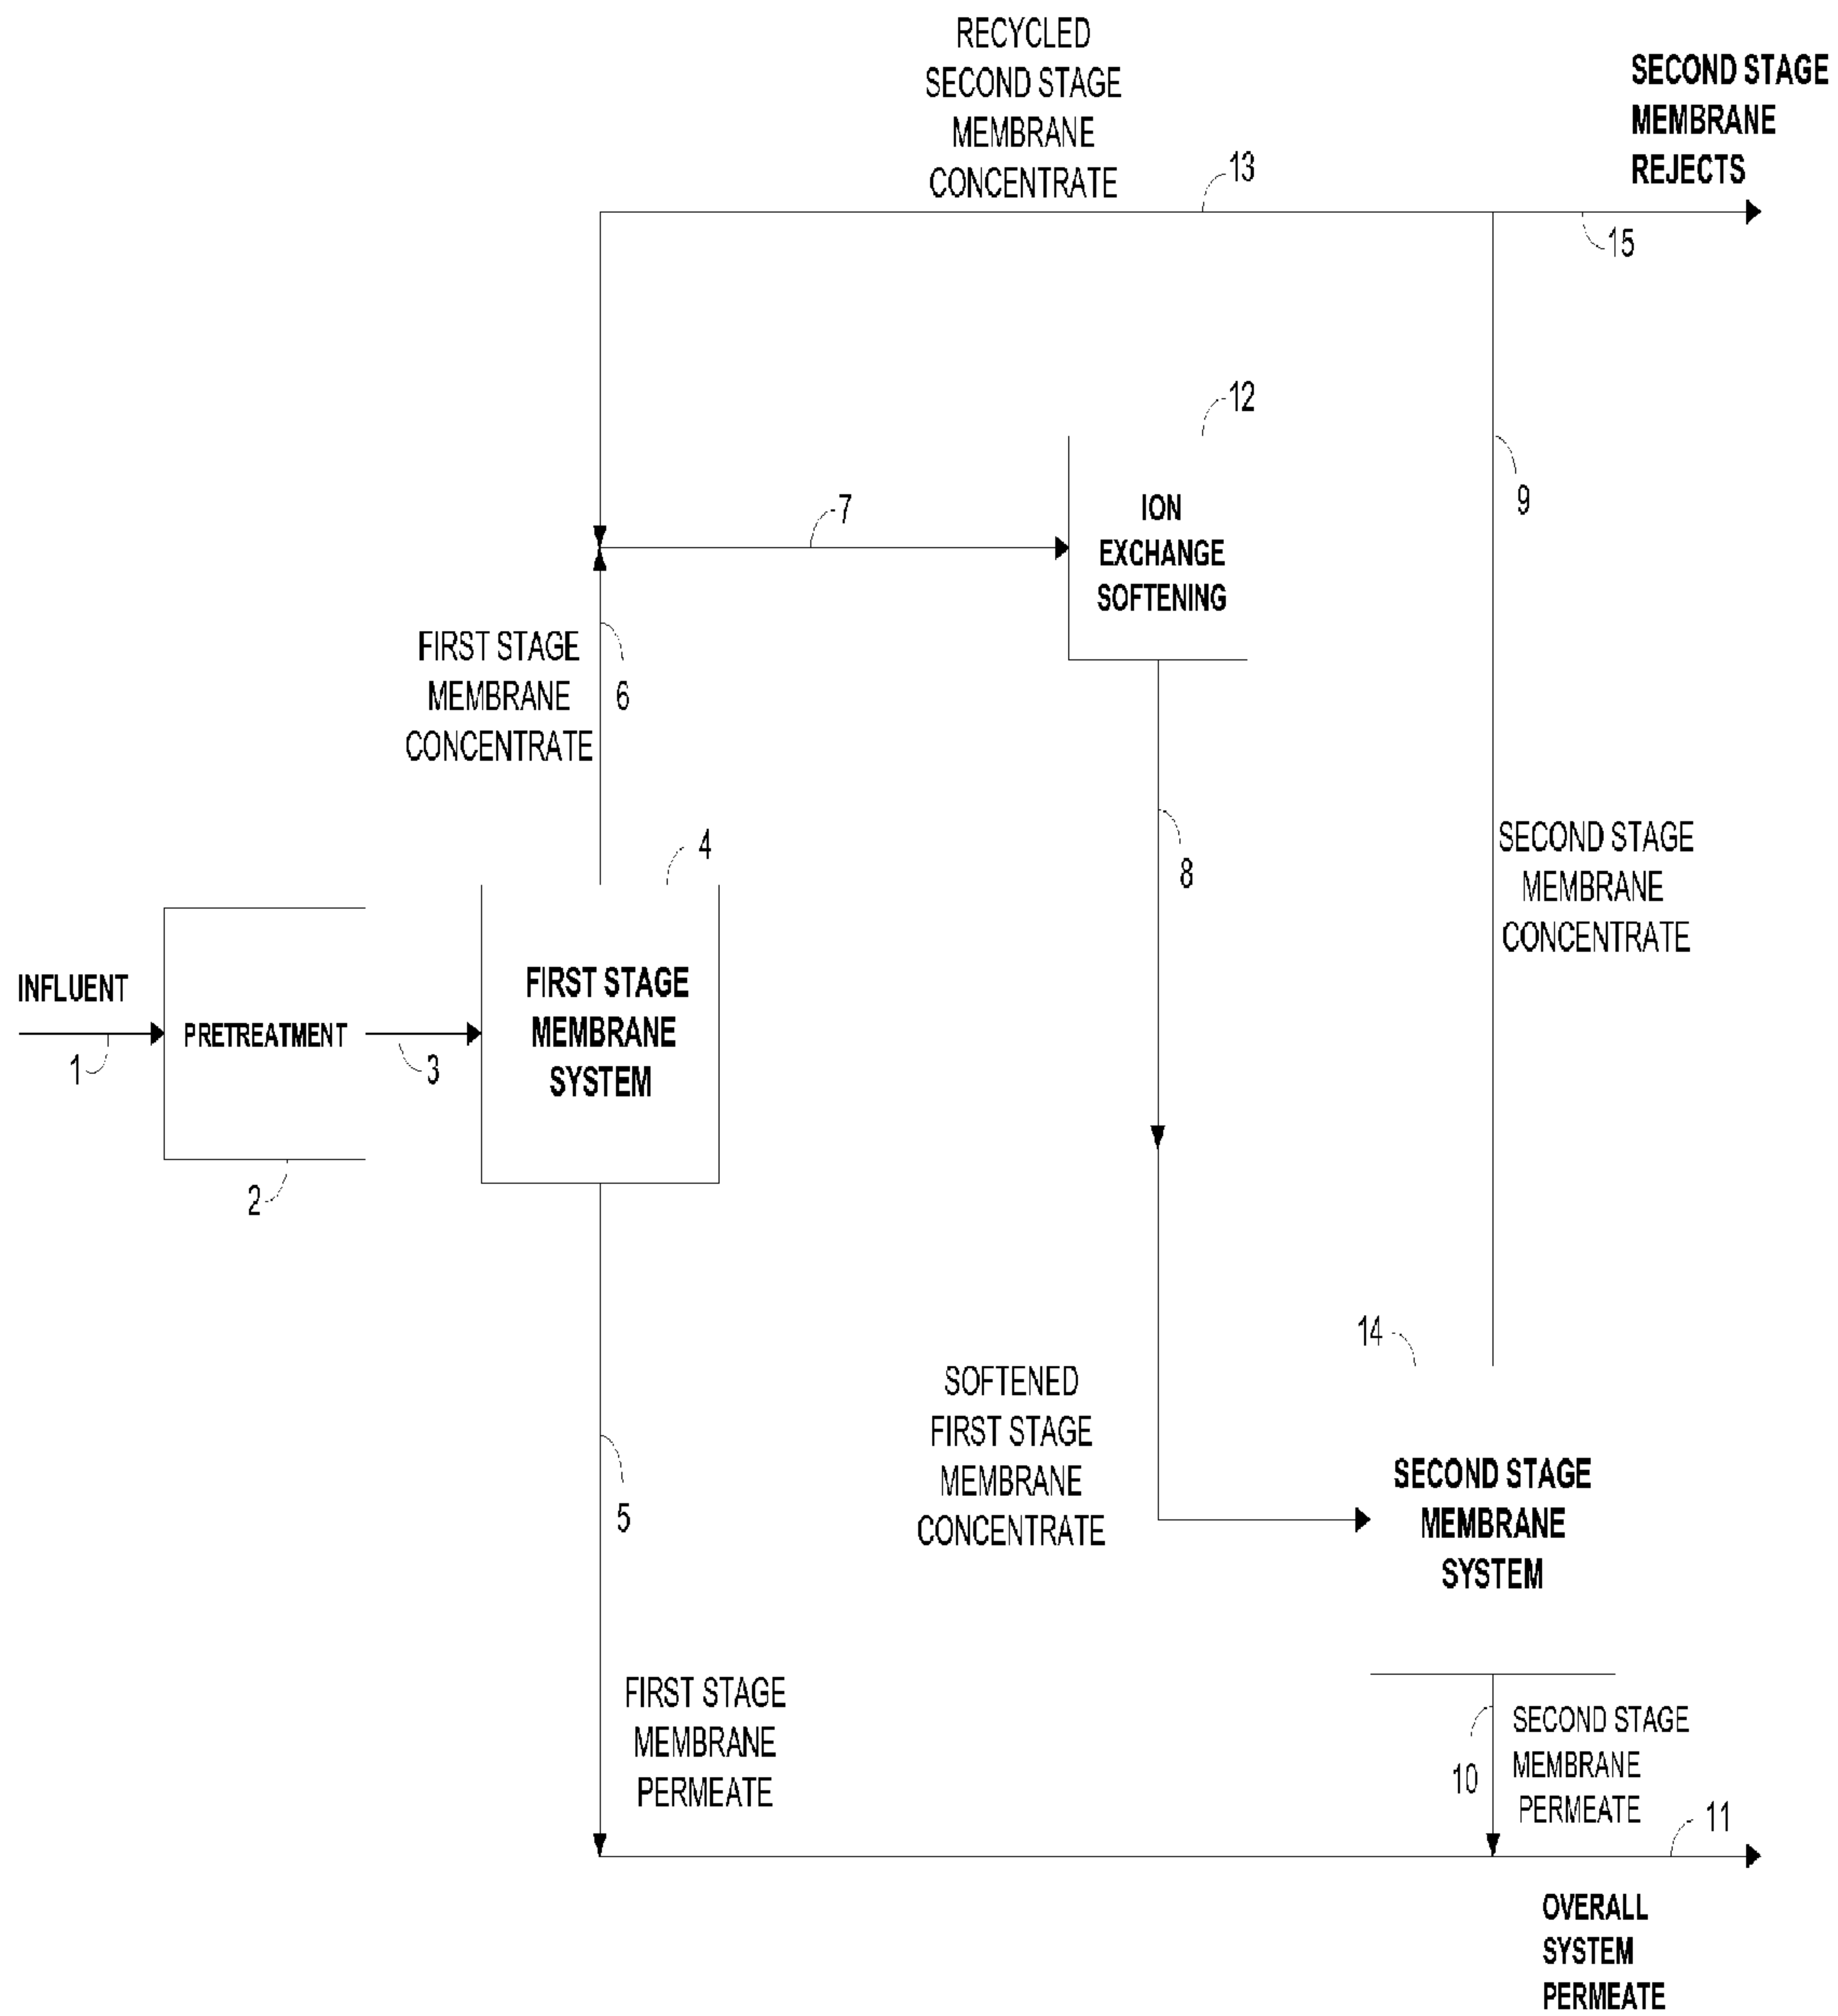 RECYCLED
SECOND STAGE
MEMBRANE
CONCENTRATE
13
SECOND STAGE
MEMBRANE
REJECTS
15
12
ION
EXCHANGE
SOFTENING
7
9
FIRST STAGE
MEMBRANE
CONCENTRATE
6
8
SECOND STAGE
MEMBRANE
CONCENTRATE
4
INFLUENT
1
PRETREATMENT
2
3
FIRST STAGE
MEMBRANE
SYSTEM
5
14
SOFTENED
FIRST STAGE
MEMBRANE
CONCENTRATE
SECOND STAGE
MEMBRANE
SYSTEM
FIRST STAGE
MEMBRANE
PERMEATE
10
SECOND STAGE
MEMBRANE
PERMEATE
11
OVERALL
SYSTEM
PERMEATE